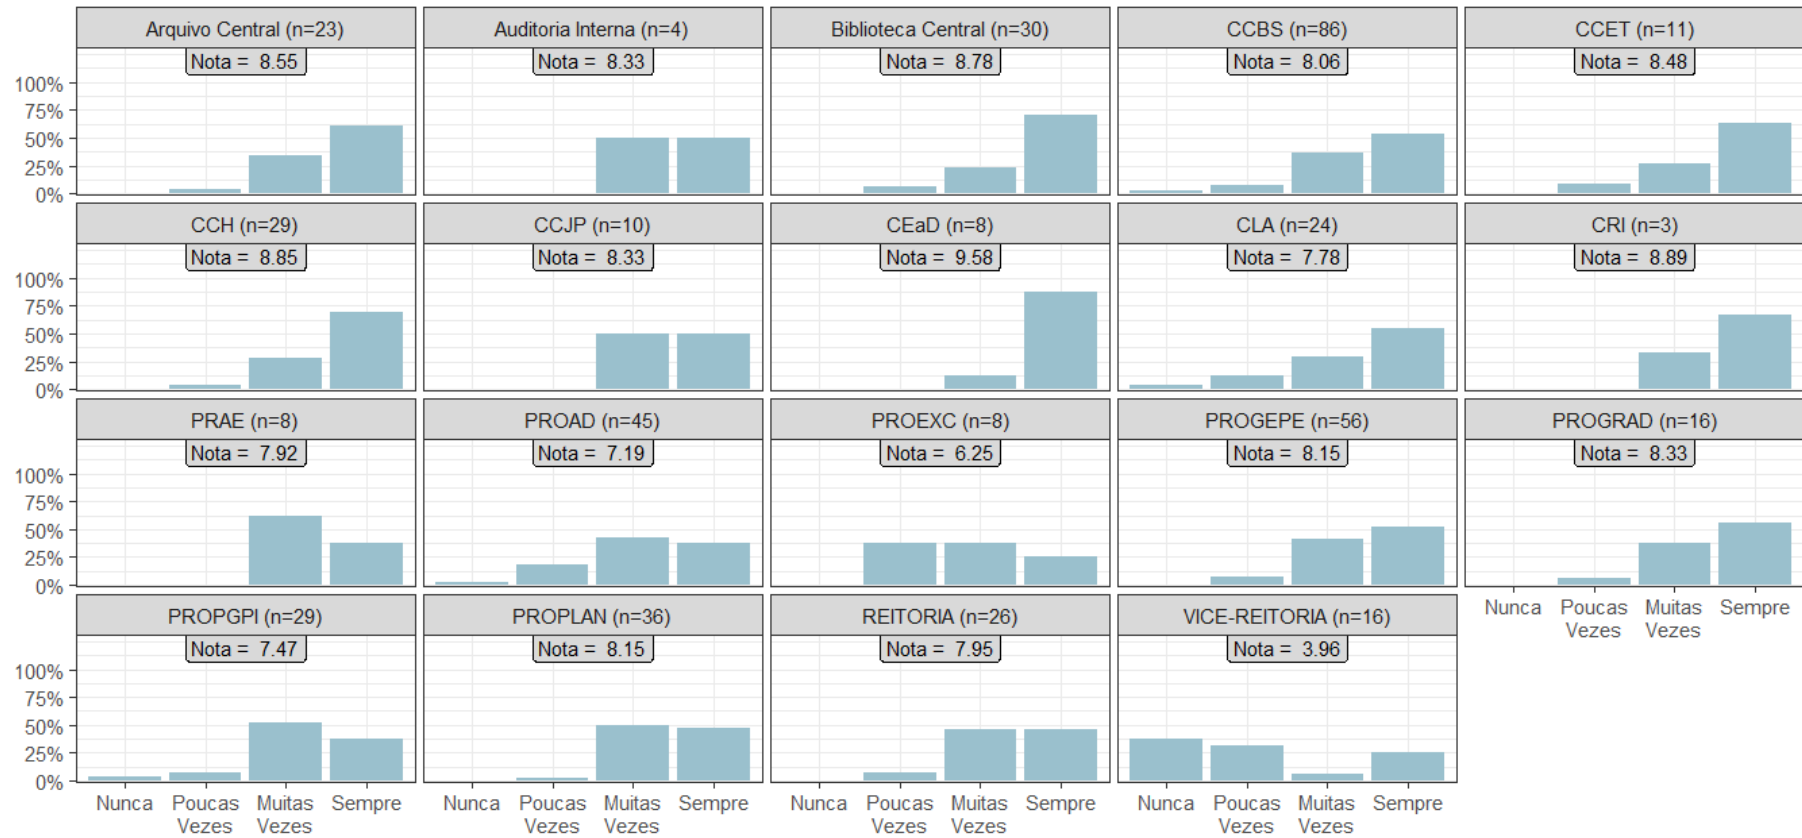 Arquivo Central (n=23)
Auditoria Interna (n=4)
Biblioteca Central (n=30)
CCBS (n=86)
CCET (n=11)
Nota = 8.55
Nota = 8.33
Nota = 8.78
Nota = 8.06
Nota = 8.48
100%
75%
50%
25%
0%
CCH (n=29)
CCJP (n=10)
CEaD (n=8)
CLA (n=24)
CRI (n=3)
Nota = 8.85
Nota = 8.33
Nota = 9.58
Nota = 7.78
Nota = 8.89
100%
75%
50%
25%
0%
PRAE (n=8)
PROAD (n=45)
PROEXC (n=8)
PROGEPE (n=56)
PROGRAD (n=16)
Nota = 7.92
Nota = 7.19
Nota = 6.25
Nota = 8.15
Nota = 8.33
100%
75%
50%
25%
0%
Nunca
Poucas
Vezes
Muitas
Vezes
Sempre
PROPGPI (n=29)
PROPLAN (n=36)
REITORIA (n=26)
VICE-REITORIA (n=16)
Nota = 7.47
Nota = 8.15
Nota = 7.95
Nota = 3.96
100%
75%
50%
25%
0%
Nunca
Poucas
Vezes
Muitas
Vezes
Sempre
Nunca
Poucas
Vezes
Muitas
Vezes
Sempre
Nunca
Poucas
Vezes
Muitas
Vezes
Sempre
Nunca
Poucas
Vezes
Muitas
Vezes
Sempre